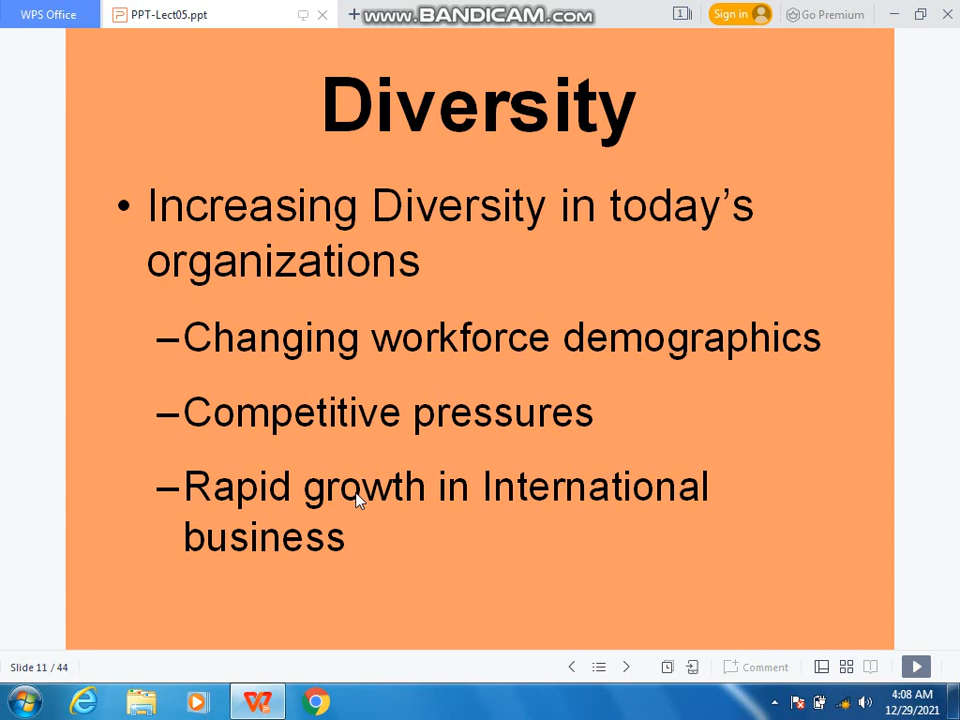 WPS Office
PPT-Lect05.ppt
www.BANDICAM.com
1
Sign in
Go Premium
Diversity
• Increasing Diversity in today’s
organizations
–Changing workforce demographics
–Competitive pressures
–Rapid growth in International
business
Slide 11 / 44
Comment
4:08 AM
12/29/2021